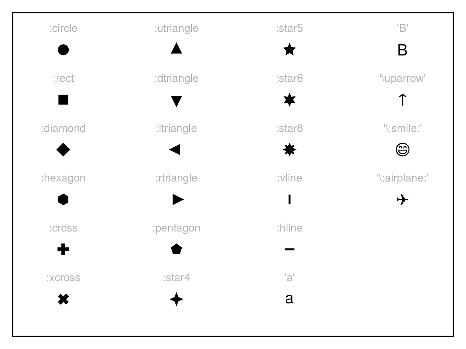 :circle :utriangle :star5 'B'
B
:rect :dtriangle :star6 '\uparrow'
↑
:diamond :ltriangle :star8 '\:smile:'
:hexagon :rtriangle :vline '\:airplane:'
:cross :pentagon :hline
:xcross :star4 'a'
a